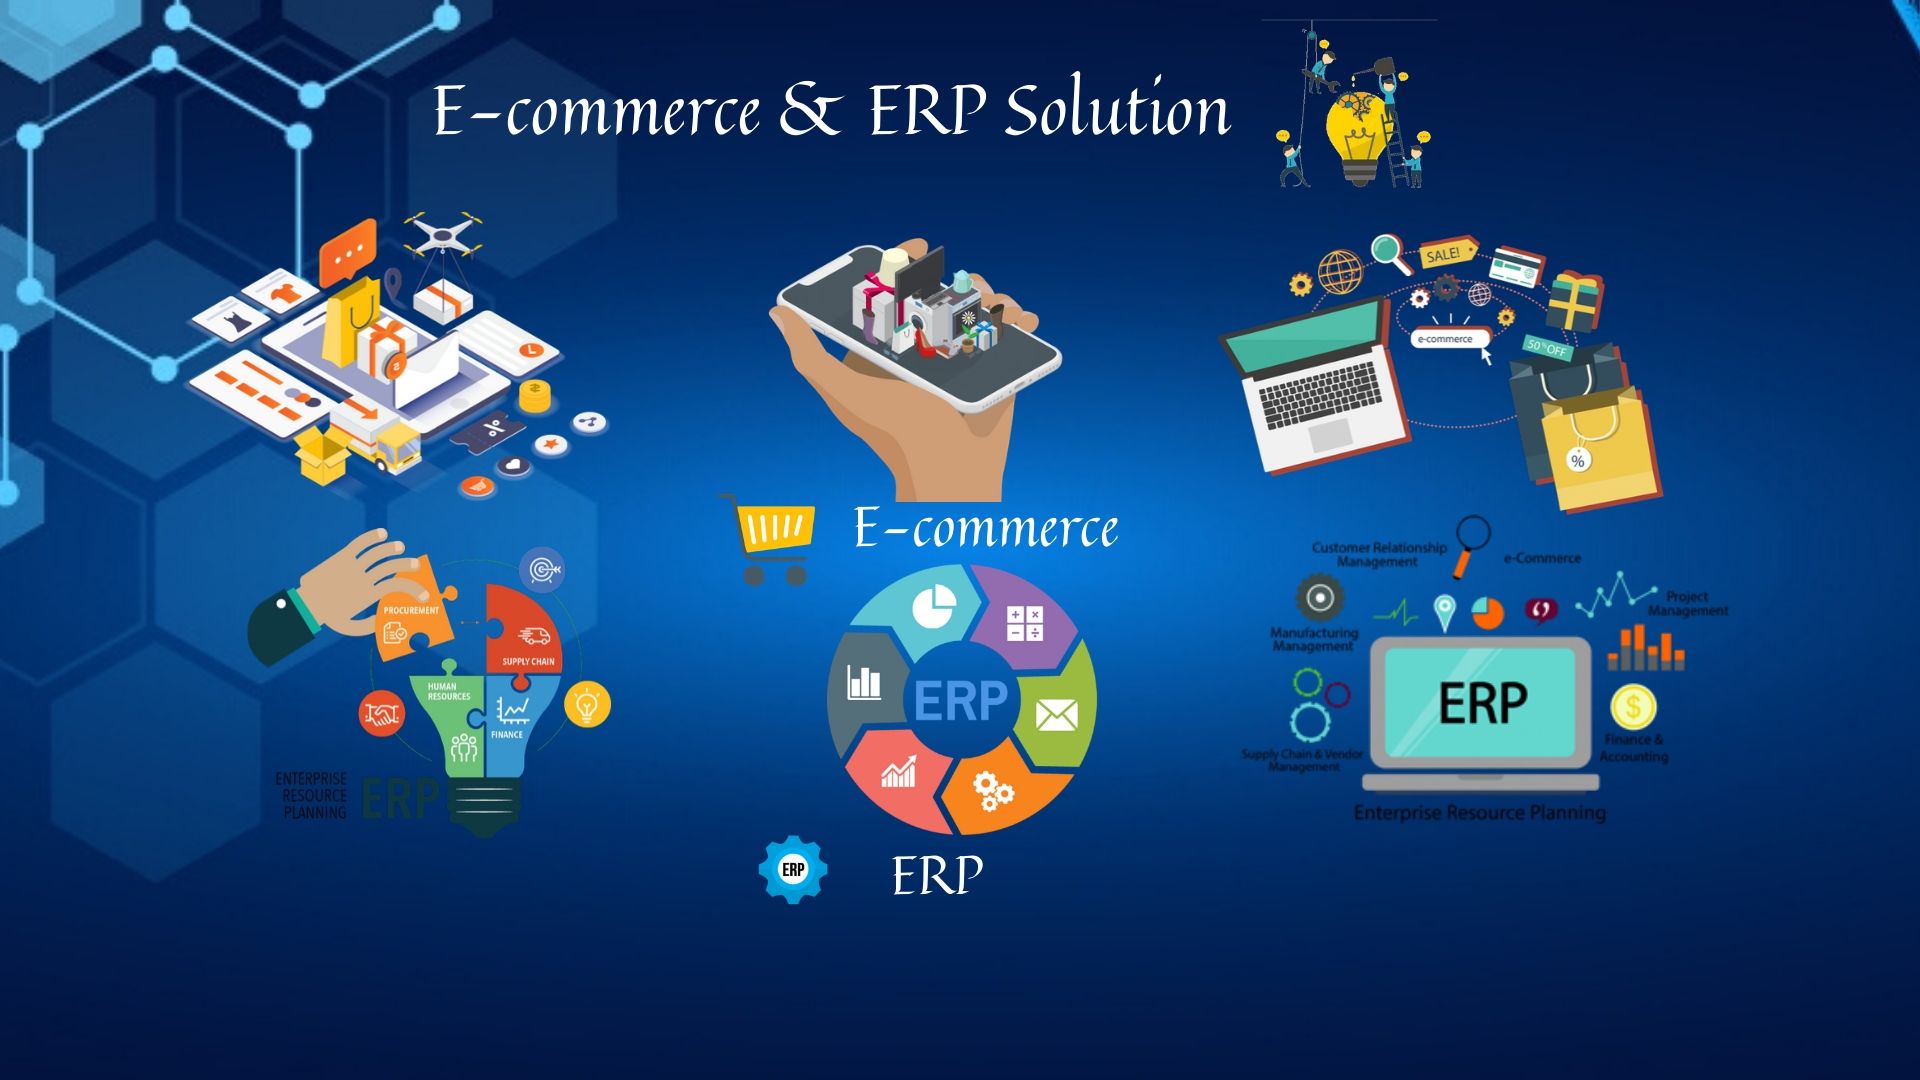 E-commerce & ERP Solution
SALE!
e-commerce
50% OFF
%
%
E-commerce
PROCUREMENT
SUPPLY CHAIN
HUMAN
RESOURCES
FINANCE
ENTERPRISE
RESOURCE
PLANNING
ERP
ERP
Customer Relationship
Management
e-Commerce
Project
Management
Manufacturing
Management
ERP
$
Supply Chain & Vendor
Management
Finance &
Accounting
Enterprise Resource Planning
ERP
ERP